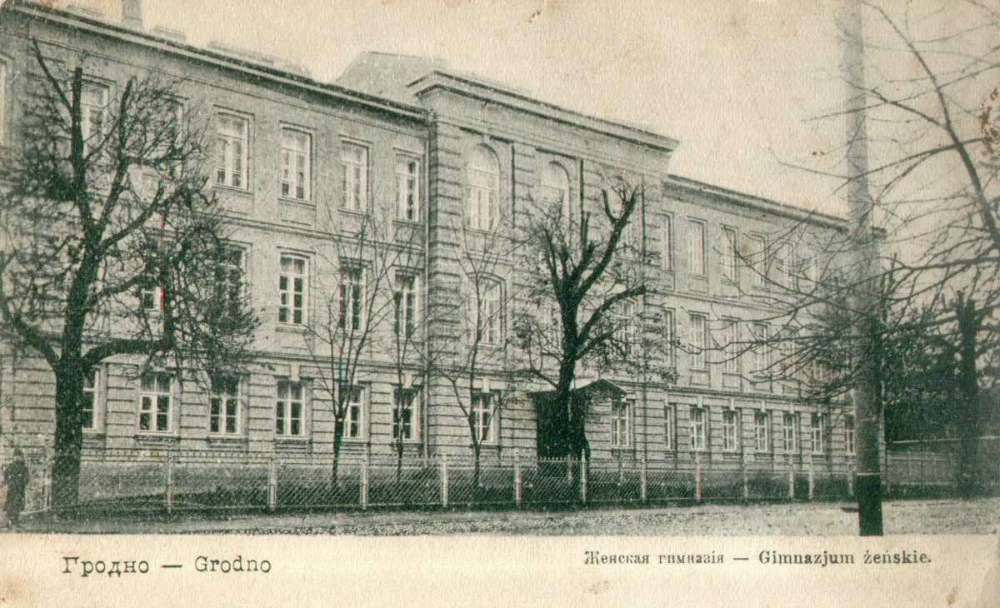 Гродно — Grodno
Женская гимназія — Gimnazjum żeńskie.